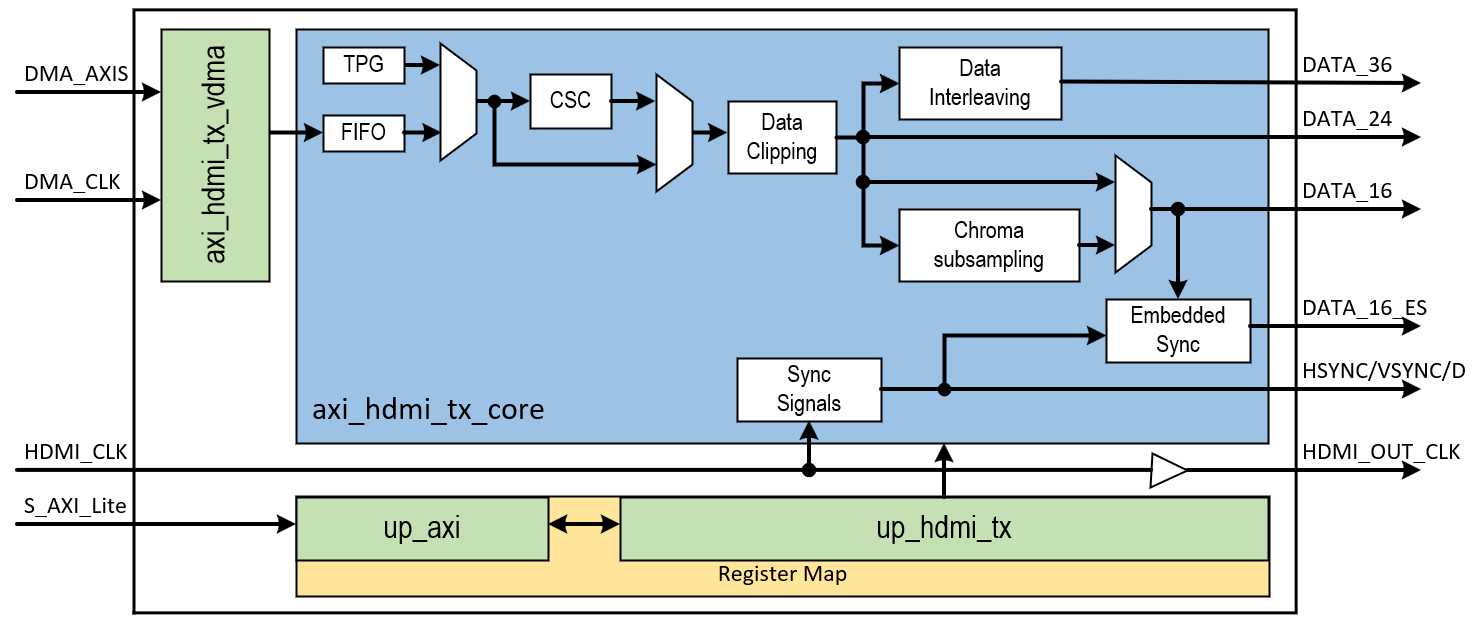 DMA_AXIS
DMA_CLK
axi_hdmi_tx_vdma
TPG
FIFO
CSC
Data
Clipping
Data
Interleaving
Chroma
subsampling
Embedded
Sync
Sync
Signals
axi_hdmi_tx_core
DATA_36
DATA_24
DATA_16
DATA_16_ES
HSYNC/VSYNC/D
HDMI_CLK
HDMI_OUT_CLK
S_AXI_Lite
up_axi
up_hdmi_tx
Register Map